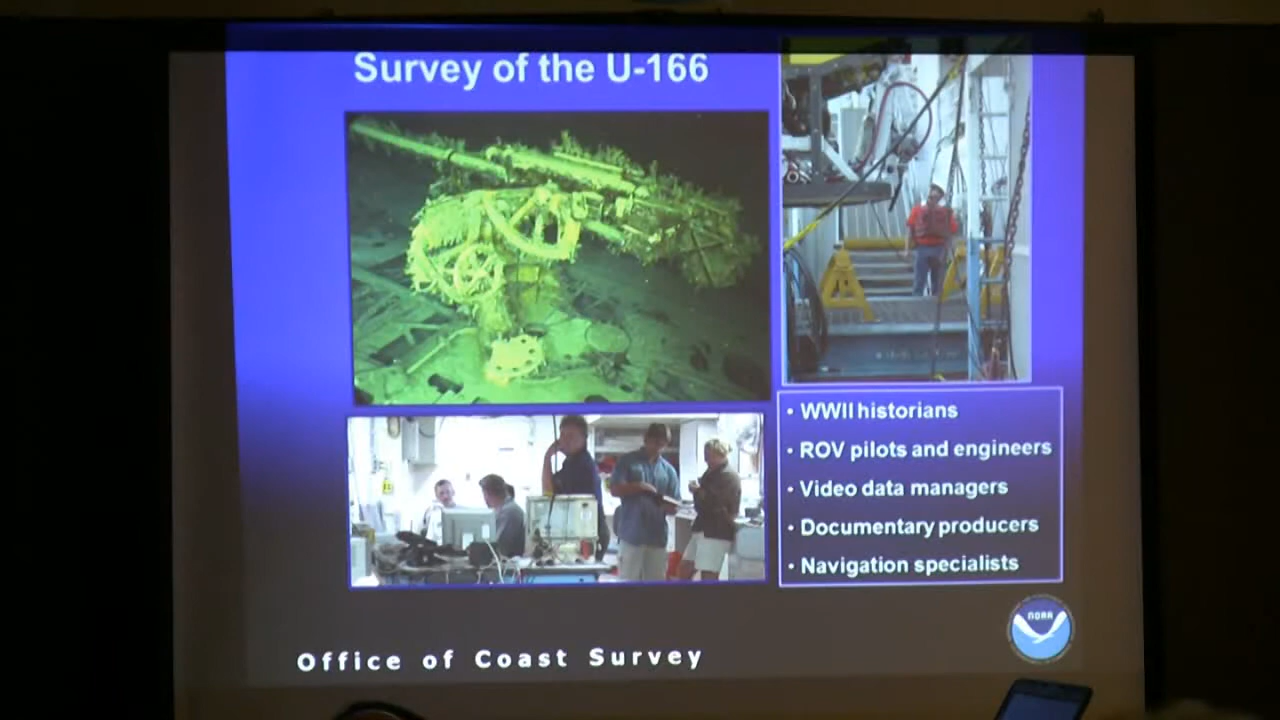 Survey of the U-166
• WWII historians
• ROV pilots and engineers
• Video data managers
• Documentary producers
• Navigation specialists
NOAA
Office of Coast Survey